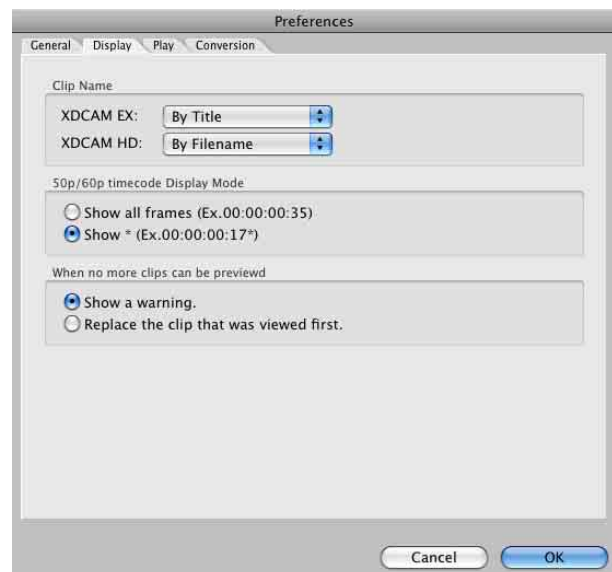 Preferences
General Display Play Conversion
Clip Name
XDCAM EX: By Title
XDCAM HD: By Filename
50p/60p timecode Display Mode
Show all frames (Ex.00:00:00:35)
Show * (Ex.00:00:00:17*)
When no more clips can be previewd
Show a warning.
Replace the clip that was viewed first.
Cancel OK